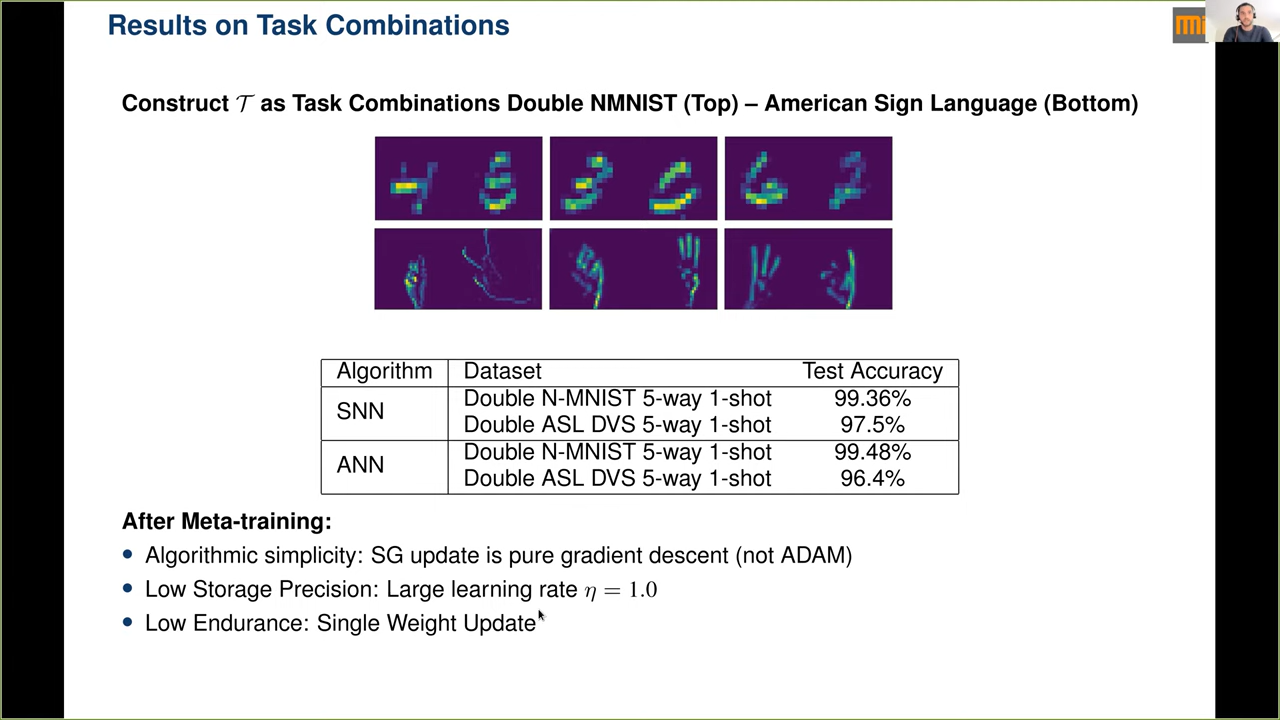 Results on Task Combinations
Construct 𝒯 as Task Combinations Double NMNIST (Top) – American Sign Language (Bottom)
Algorithm Dataset Test Accuracy
SNN Double N-MNIST 5-way 1-shot 99.36%
Double ASL DVS 5-way 1-shot 97.5%
ANN Double N-MNIST 5-way 1-shot 99.48%
Double ASL DVS 5-way 1-shot 96.4%
After Meta-training:
• Algorithmic simplicity: SG update is pure gradient descent (not ADAM)
• Low Storage Precision: Large learning rate η = 1.0
• Low Endurance: Single Weight Update